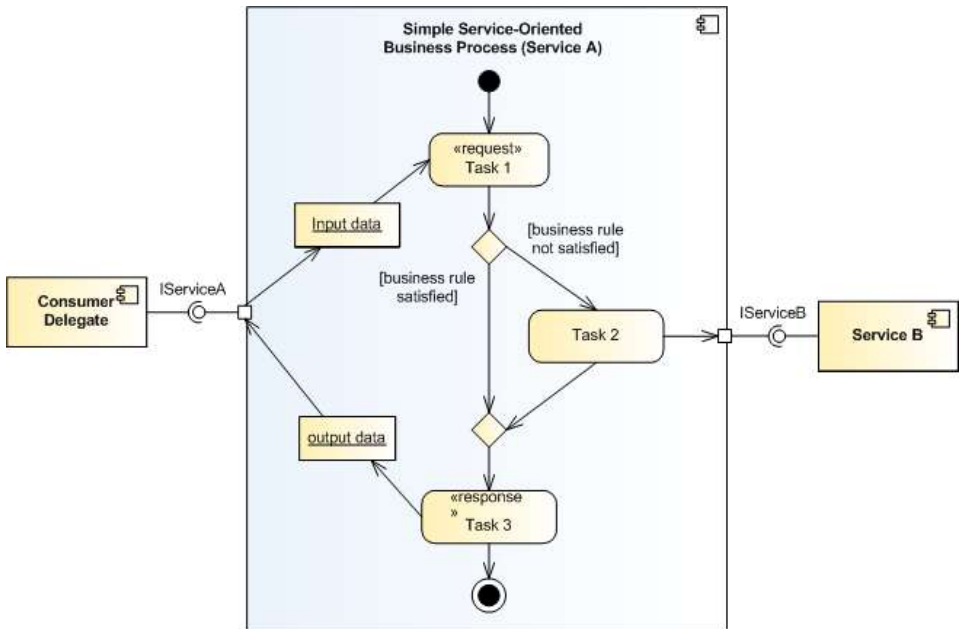 Simple Service-Oriented
Business Process (Service A)
«request»
Task 1
Input data
[business rule
not satisfied]
[business rule
satisfied]
IServiceA
Consumer
Delegate
Task 2
IServiceB
Service B
output data
«response
»
Task 3